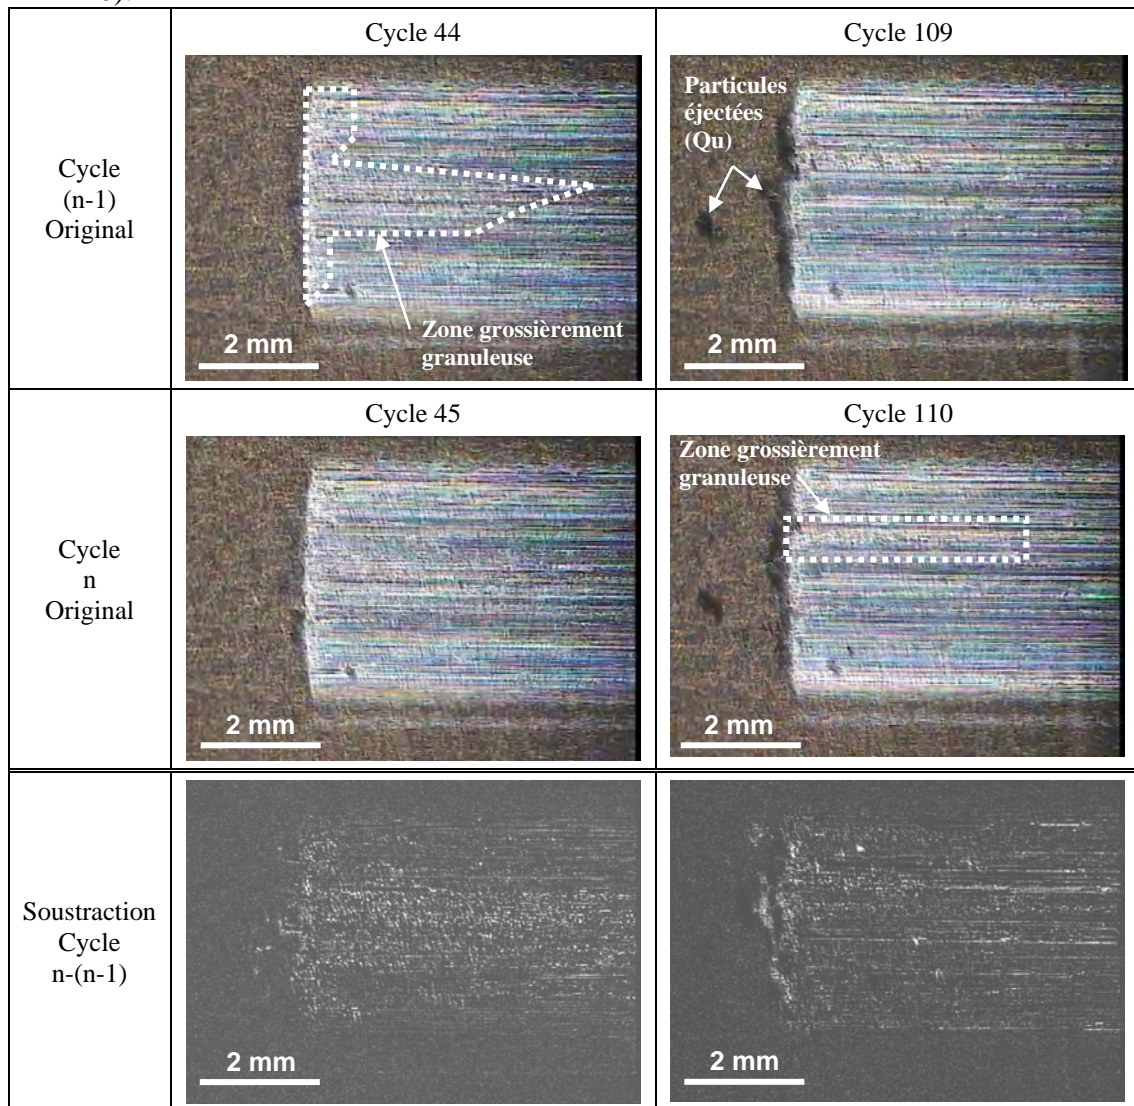 Cycle 44
Cycle 109
Cycle
(n-1)
Original
Zone grossièrement
granuleuse
2 mm
Particules
éjectées
(Qu)
2 mm
Cycle 45
Cycle 110
Cycle
n
Original
2 mm
Zone grossièrement
granuleuse
2 mm
Soustraction
Cycle
n-(n-1)
2 mm
2 mm